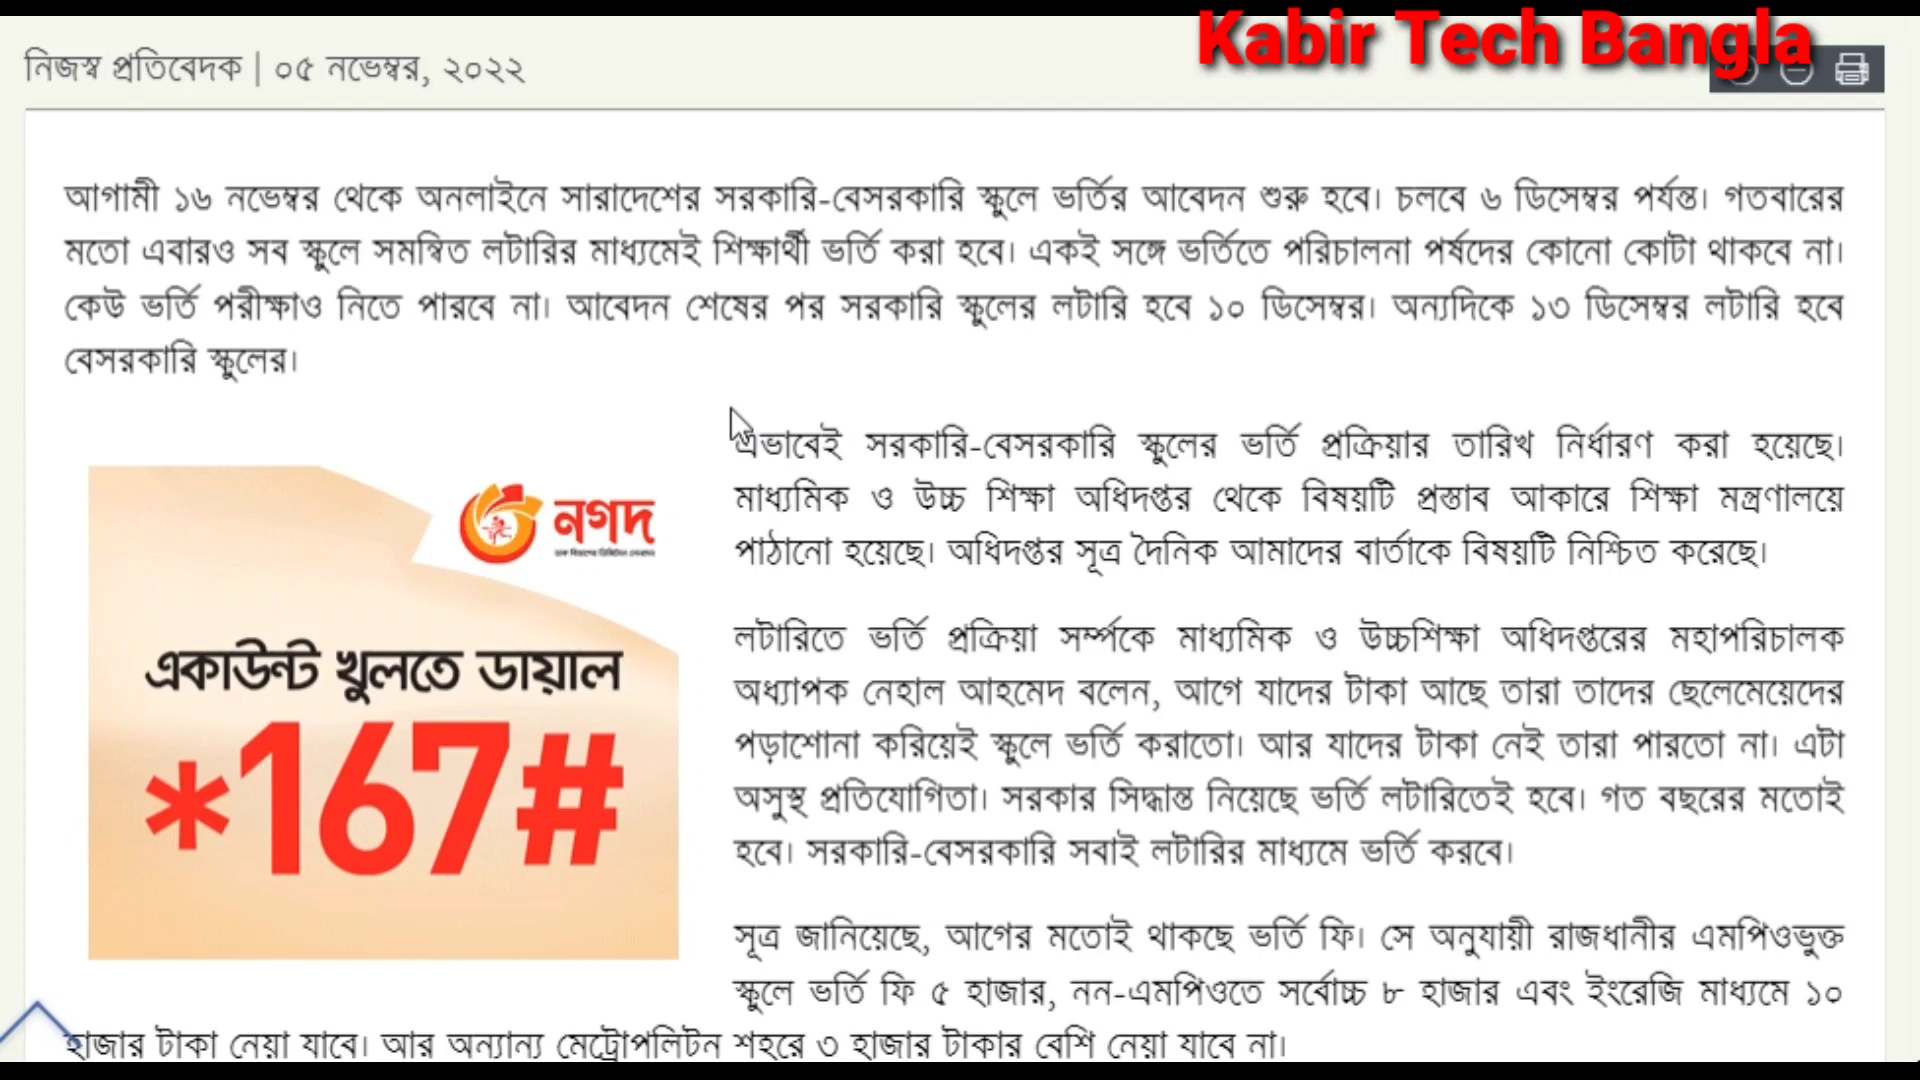 Kabir Tech Bangla
নিজস্ব প্রতিবেদক | ০৫ নভেম্বর, ২০২২
আগামী ১৬ নভেম্বর থেকে অনলাইনে সারাদেশের সরকারি-বেসরকারি স্কুলে ভর্তির আবেদন শুরু হবে। চলবে ৬ ডিসেম্বর পর্যন্ত। গতবারের
মতো এবারও সব স্কুলে সমন্বিত লটারির মাধ্যমেই শিক্ষার্থী ভর্তি করা হবে। একই সঙ্গে ভর্তিতে পরিচালনা পর্ষদের কোনো কোটা থাকবে না।
কেউ ভর্তি পরীক্ষাও নিতে পারবে না। আবেদন শেষের পর সরকারি স্কুলের লটারি হবে ১০ ডিসেম্বর। অন্যদিকে ১৩ ডিসেম্বর লটারি হবে
বেসরকারি স্কুলের।
এভাবেই সরকারি-বেসরকারি স্কুলের ভর্তি প্রক্রিয়ার তারিখ নির্ধারণ করা হয়েছে।
মাধ্যমিক ও উচ্চ শিক্ষা অধিদপ্তর থেকে বিষয়টি প্রস্তাব আকারে শিক্ষা মন্ত্রণালয়ে
পাঠানো হয়েছে। অধিদপ্তর সূত্র দৈনিক আমাদের বার্তাকে বিষয়টি নিশ্চিত করেছে।
নগদ
ডাক বিভাগের ডিজিটাল লেনদেন
একাউন্ট খুলতে ডায়াল
*167#
লটারিতে ভর্তি প্রক্রিয়া সর্ম্পকে মাধ্যমিক ও উচ্চশিক্ষা অধিদপ্তরের মহাপরিচালক
অধ্যাপক নেহাল আহমেদ বলেন, আগে যাদের টাকা আছে তারা তাদের ছেলেমেয়েদের
পড়াশোনা করিয়েই স্কুলে ভর্তি করাতো। আর যাদের টাকা নেই তারা পারতো না। এটা
অসুস্থ প্রতিযোগিতা। সরকার সিদ্ধান্ত নিয়েছে ভর্তি লটারিতেই হবে। গত বছরের মতোই
হবে। সরকারি-বেসরকারি সবাই লটারির মাধ্যমে ভর্তি করবে।
সূত্র জানিয়েছে, আগের মতোই থাকছে ভর্তি ফি। সে অনুযায়ী রাজধানীর এমপিওভুক্ত
স্কুলে ভর্তি ফি ৫ হাজার, নন-এমপিওতে সর্বোচ্চ ৮ হাজার এবং ইংরেজি মাধ্যমে ১০
হাজার টাকা নেয়া যাবে। আর অন্যান্য মেট্রোপলিটন শহরে ৩ হাজার টাকার বেশি নেয়া যাবে না।